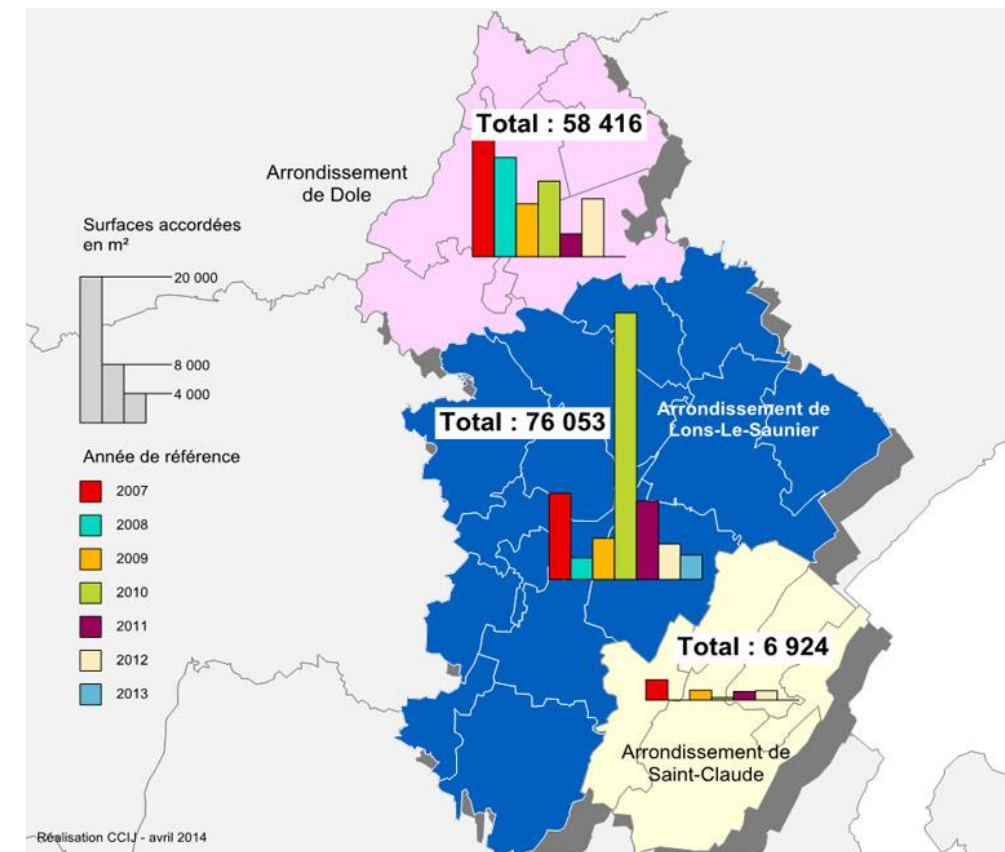 Total : 58 416
Arrondissement
de Dole
Surfaces accordées
en m²
20 000
8 000
4 000
Total : 76 053
Arrondissement de
Lons-Le-Saunier
Année de référence
2007
2008
2009
2010
2011
2012
2013
Total : 6 924
Arrondissement de
Saint-Claude
Réalisation CCIJ - avril 2014